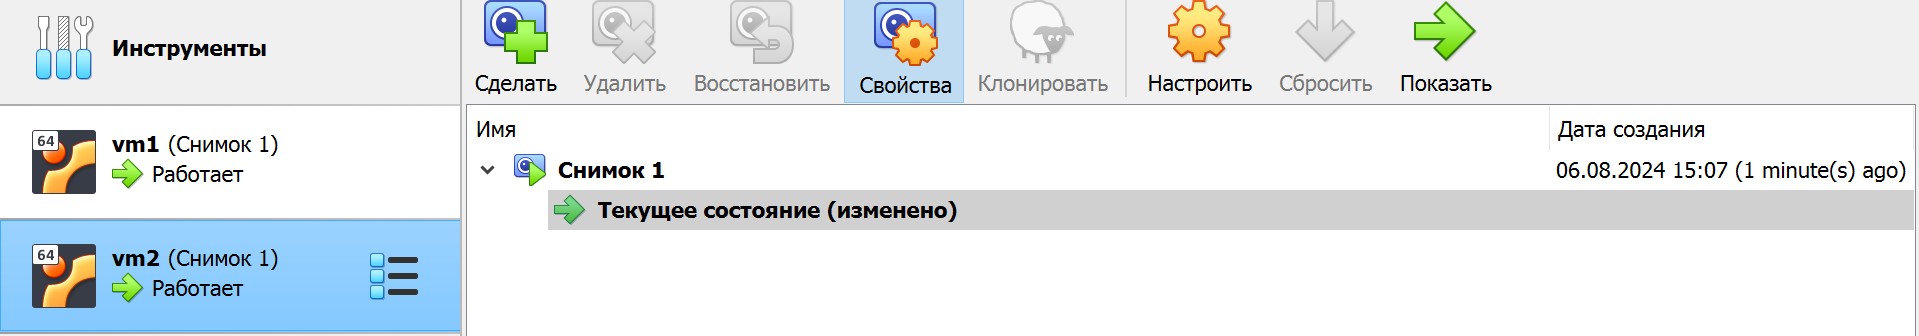 Инструменты
Сделать
Удалить
Восстановить
Свойства
Клонировать
Настроить
Сбросить
Показать
64
vm1 (Снимок 1)
Работает
64
vm2 (Снимок 1)
Работает
Имя
Дата создания
Снимок 1
06.08.2024 15:07 (1 minute(s) ago)
Текущее состояние (изменено)